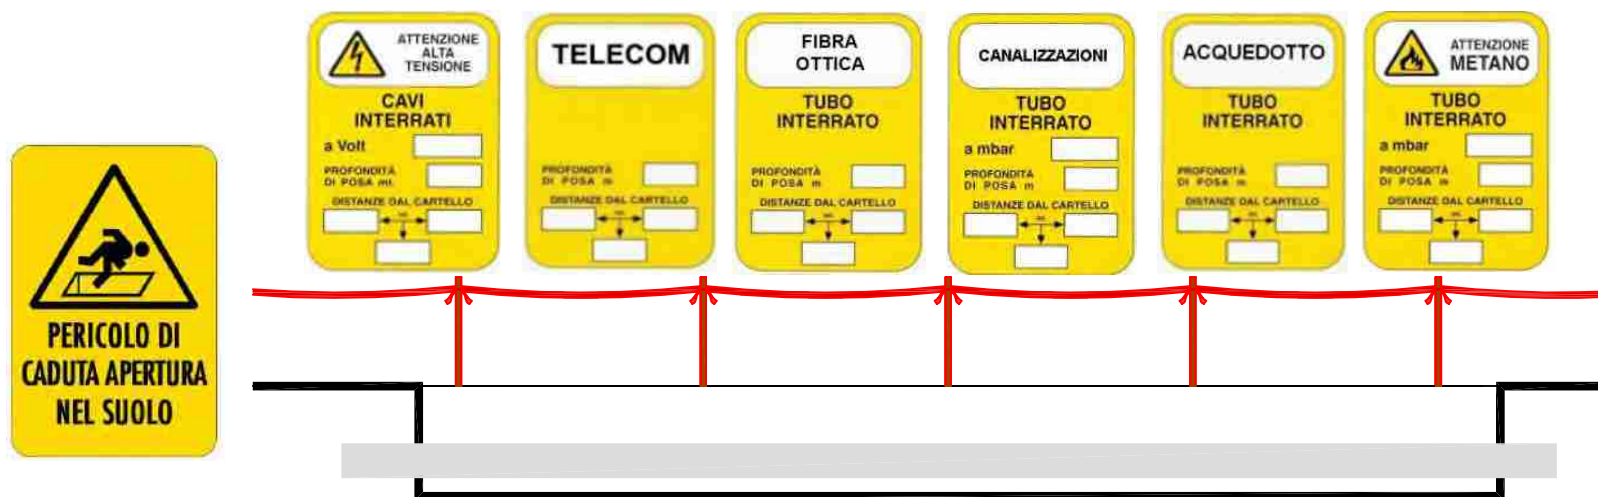 PERICOLO DI
CADUTA APERTURA
NEL SUOLO
ATTENZIONE
ALTA
TENSIONE
CAVI
INTERRATI
a Volt
PROFONDITÀ
DI POSA mt.
DISTANZE DAL CARTELLO
TELECOM
PROFONDITÀ
DI POSA m
DISTANZE DAL CARTELLO
FIBRA
OTTICA
TUBO
INTERRATO
PROFONDITÀ
DI POSA m
DISTANZE DAL CARTELLO
CANALIZZAZIONI
TUBO
INTERRATO
a mbar
PROFONDITÀ
DI POSA m
DISTANZE DAL CARTELLO
ACQUEDOTTO
TUBO
INTERRATO
PROFONDITÀ
DI POSA m
DISTANZE DAL CARTELLO
ATTENZIONE
METANO
TUBO
INTERRATO
a mbar
PROFONDITÀ
DI POSA m
DISTANZE DAL CARTELLO